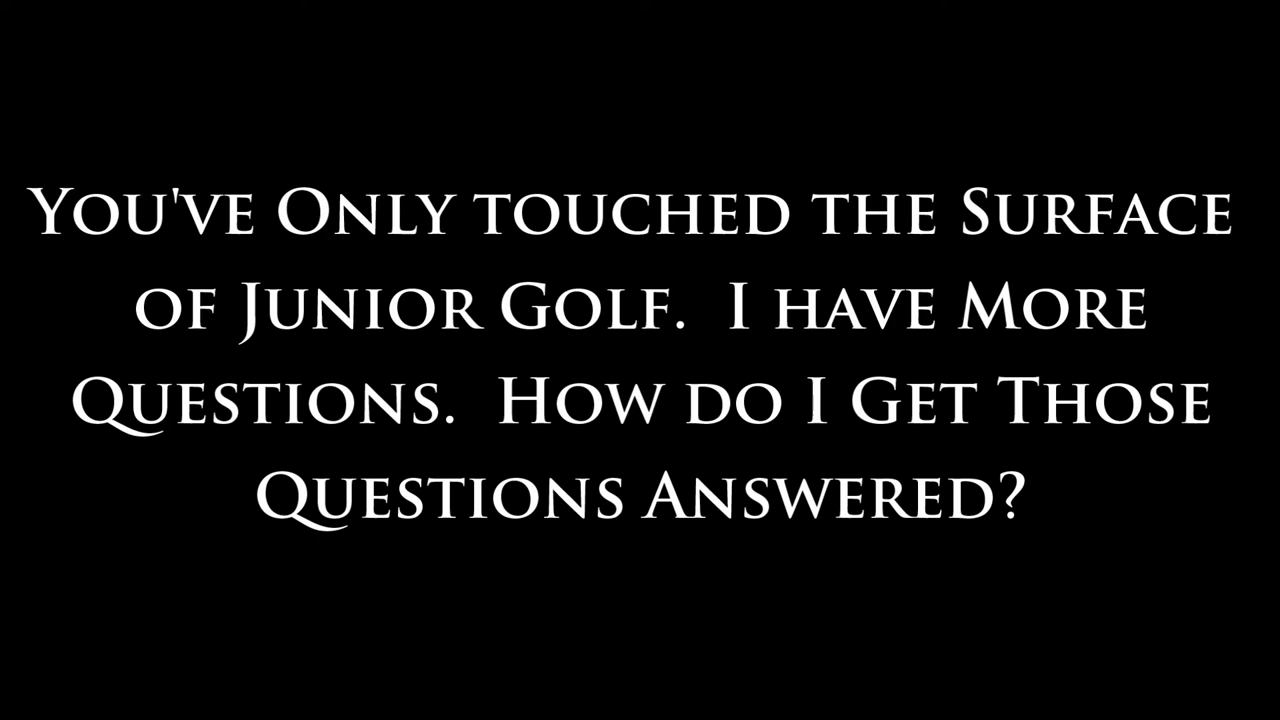 You've Only touched the Surface
of Junior Golf.  I have More
Questions.  How do I Get Those
Questions Answered?